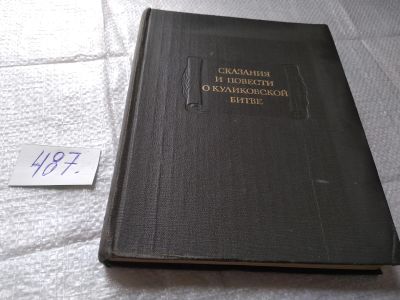 СКАЗАНИЯ
И ПОВЕСТИ
О КУЛИКОВСКОЙ
БИТВЕ
487.